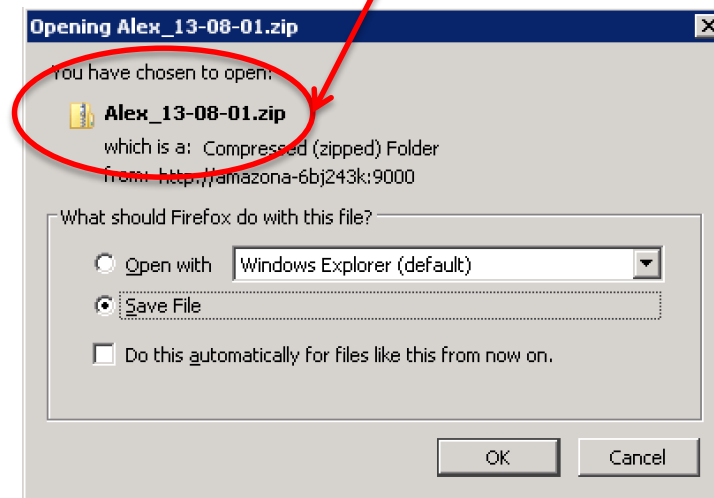 Opening Alex_13-08-01.zip
You have chosen to open:
Alex_13-08-01.zip
which is a: Compressed (zipped) Folder
from: http://amazona-6bj243k:9000
What should Firefox do with this file?
Open with Windows Explorer (default)
Save File
Do this automatically for files like this from now on.
OK Cancel